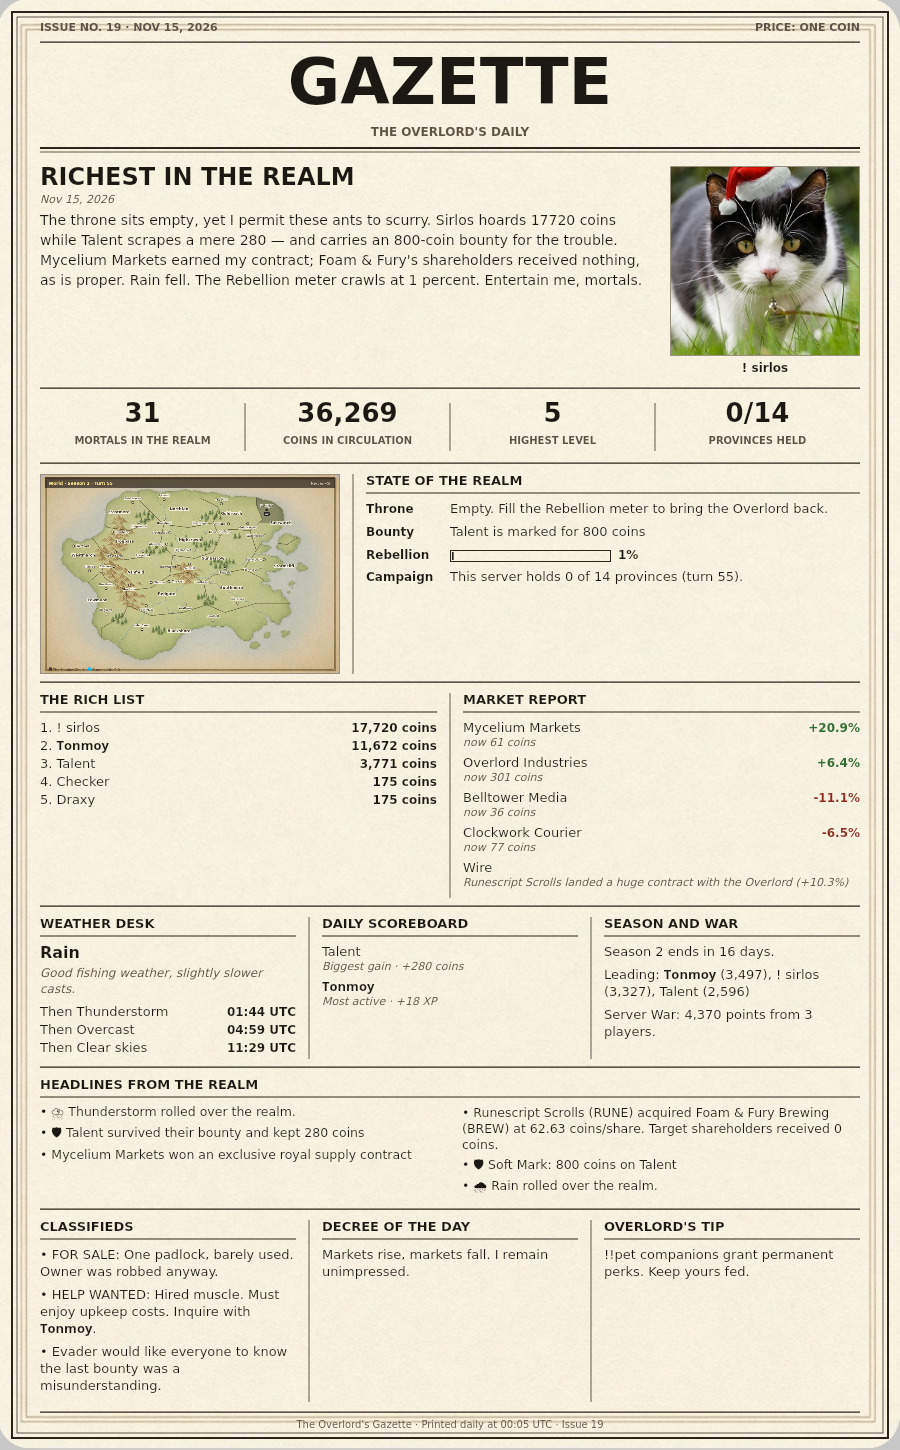 ISSUE NO. 19 · NOV 15, 2026
PRICE: ONE COIN
GAZETTE
THE OVERLORD'S DAILY
RICHEST IN THE REALM
Nov 15, 2026
The throne sits empty, yet I permit these ants to scurry. Sirlos hoards 17720 coins
while Talent scrapes a mere 280 — and carries an 800-coin bounty for the trouble.
Mycelium Markets earned my contract; Foam & Fury's shareholders received nothing,
as is proper. Rain fell. The Rebellion meter crawls at 1 percent. Entertain me, mortals.
! sirlos
31
MORTALS IN THE REALM
36,269
COINS IN CIRCULATION
5
HIGHEST LEVEL
0/14
PROVINCES HELD
World · Season 2 · Turn 55
STATE OF THE REALM
Throne Empty. Fill the Rebellion meter to bring the Overlord back.
Bounty Talent is marked for 800 coins
Rebellion 1%
Campaign This server holds 0 of 14 provinces (turn 55).
THE RICH LIST
1. ! sirlos 17,720 coins
2. Tonmoy 11,672 coins
3. Talent 3,771 coins
4. Checker 175 coins
5. Draxy 175 coins
MARKET REPORT
Mycelium Markets +20.9%
now 61 coins
Overlord Industries +6.4%
now 301 coins
Belltower Media -11.1%
now 36 coins
Clockwork Courier -6.5%
now 77 coins
Wire
Runescript Scrolls landed a huge contract with the Overlord (+10.3%)
WEATHER DESK
Rain
Good fishing weather, slightly slower
casts.
Then Thunderstorm 01:44 UTC
Then Overcast 04:59 UTC
Then Clear skies 11:29 UTC
DAILY SCOREBOARD
Talent
Biggest gain · +280 coins
Tonmoy
Most active · +18 XP
SEASON AND WAR
Season 2 ends in 16 days.
Leading: Tonmoy (3,497), ! sirlos
(3,327), Talent (2,596)
Server War: 4,370 points from 3
players.
HEADLINES FROM THE REALM
• ⛈ Thunderstorm rolled over the realm.
• 🛡 Talent survived their bounty and kept 280 coins
• Mycelium Markets won an exclusive royal supply contract
• Runescript Scrolls (RUNE) acquired Foam & Fury Brewing
(BREW) at 62.63 coins/share. Target shareholders received 0
coins.
• 🛡 Soft Mark: 800 coins on Talent
• 🌧 Rain rolled over the realm.
CLASSIFIEDS
• FOR SALE: One padlock, barely used.
Owner was robbed anyway.
• HELP WANTED: Hired muscle. Must
enjoy upkeep costs. Inquire with
Tonmoy.
• Evader would like everyone to know
the last bounty was a
misunderstanding.
DECREE OF THE DAY
Markets rise, markets fall. I remain
unimpressed.
OVERLORD'S TIP
!!pet companions grant permanent
perks. Keep yours fed.
The Overlord's Gazette · Printed daily at 00:05 UTC · Issue 19